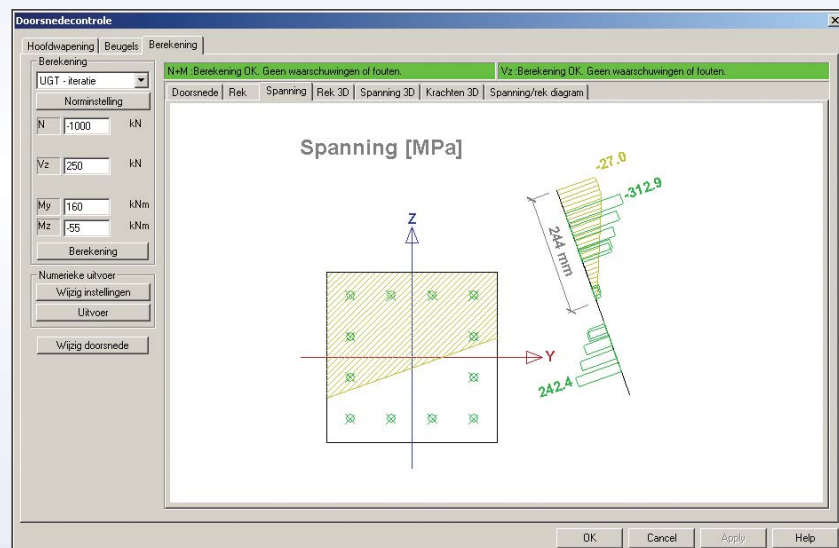 Doorsnedecontrole
Hoofdwapening Beugels Berekening
Berekening
UGT - iteratie
Norminstelling
N -1000 kN
Vz 250 kN
My 160 kNm
Mz -55 kNm
Berekening
Numerieke uitvoer
Wijzig instellingen
Uitvoer
Wijzig doorsnede
N+M :Berekening OK. Geen waarschuwingen of fouten. Vz :Berekening OK. Geen waarschuwingen of fouten.
Doorsnede Rek Spanning Rek 3D Spanning 3D Krachten 3D Spanning/rek diagram
Spanning [MPa]
-27.0
-312.9
244 mm
Z
Y
242.4
OK Cancel Apply Help